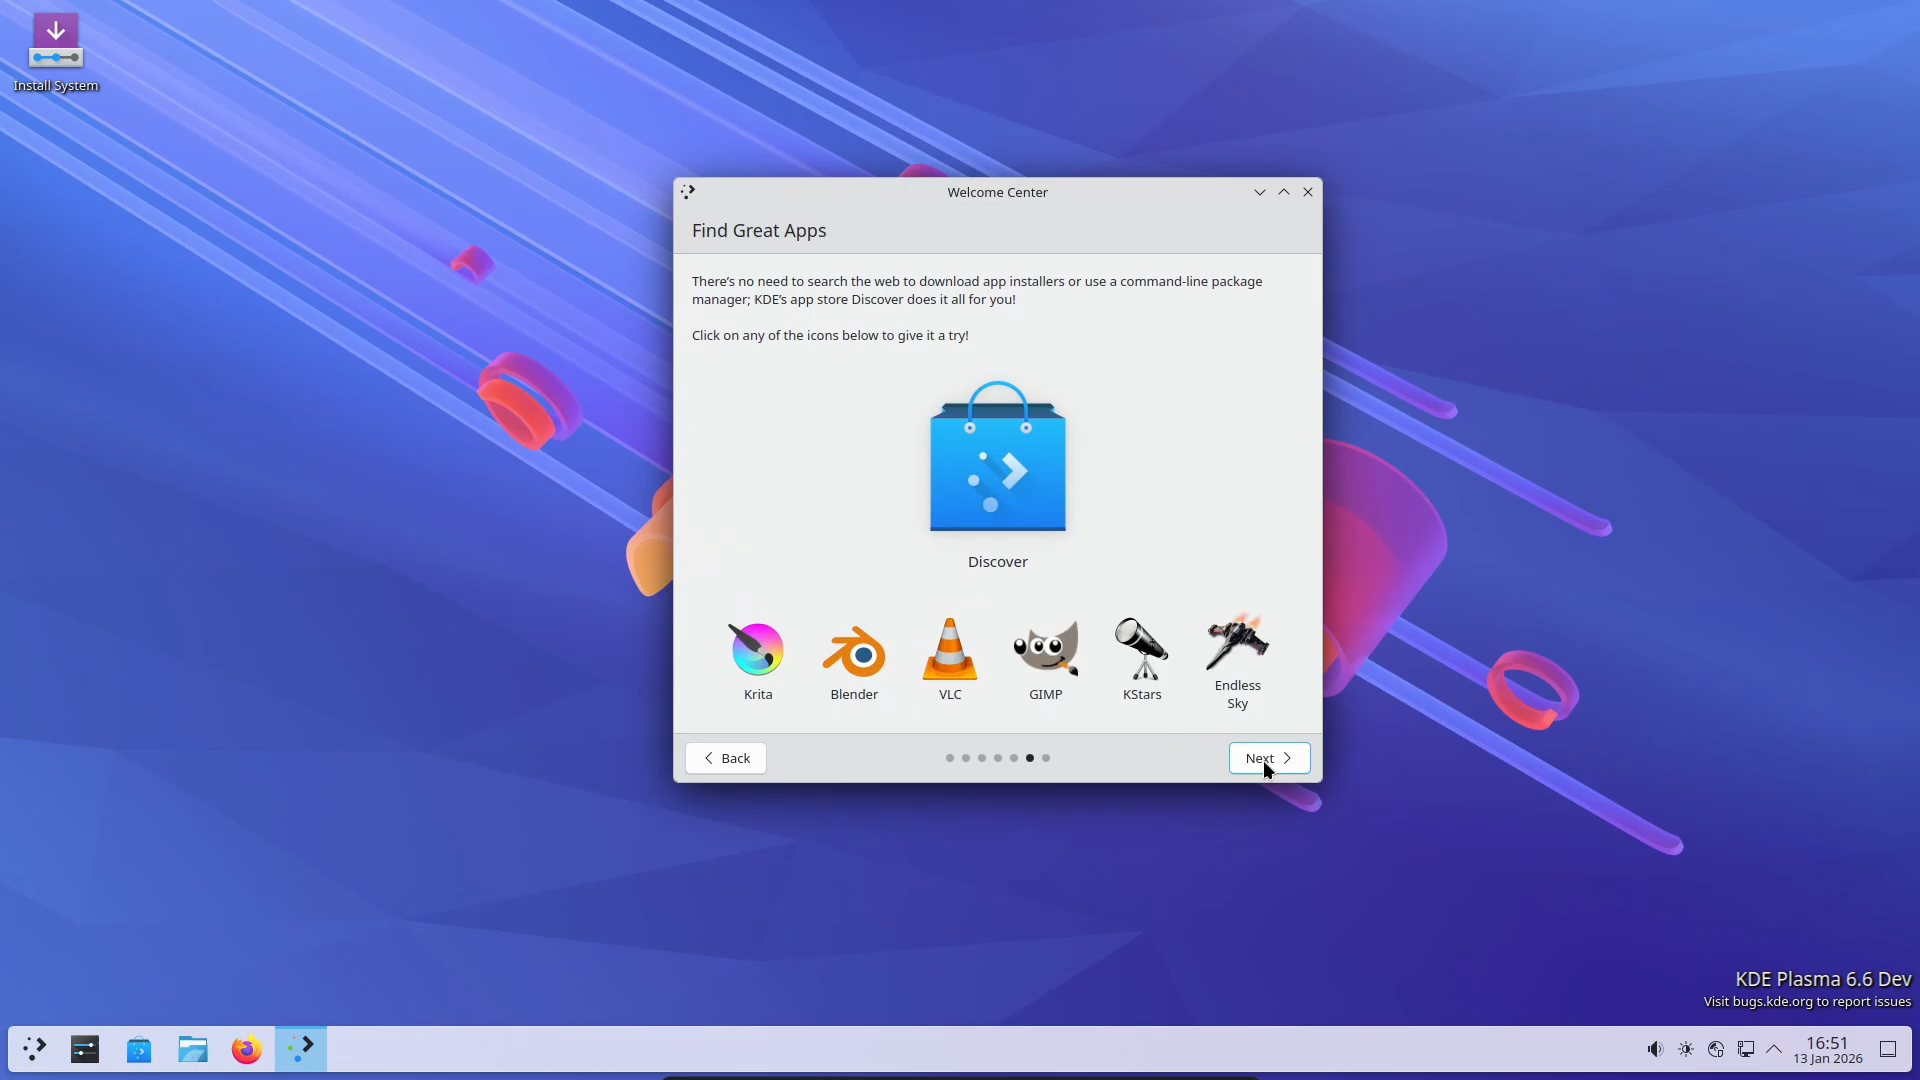 Install System
Welcome Center
Find Great Apps
There's no need to search the web to download app installers or use a command-line package
manager; KDE's app store Discover does it all for you!
Click on any of the icons below to give it a try!
Discover
Krita
Blender
VLC
GIMP
KStars
Endless
Sky
Back
Next
KDE Plasma 6.6 Dev
Visit bugs.kde.org to report issues
16:51
13 Jan 2026